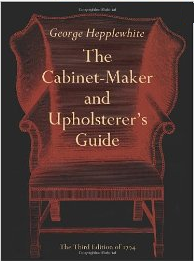 George Hepplewhite
The
Cabinet-Maker
and
Upholsterer's
Guide
The Third Edition of 1794